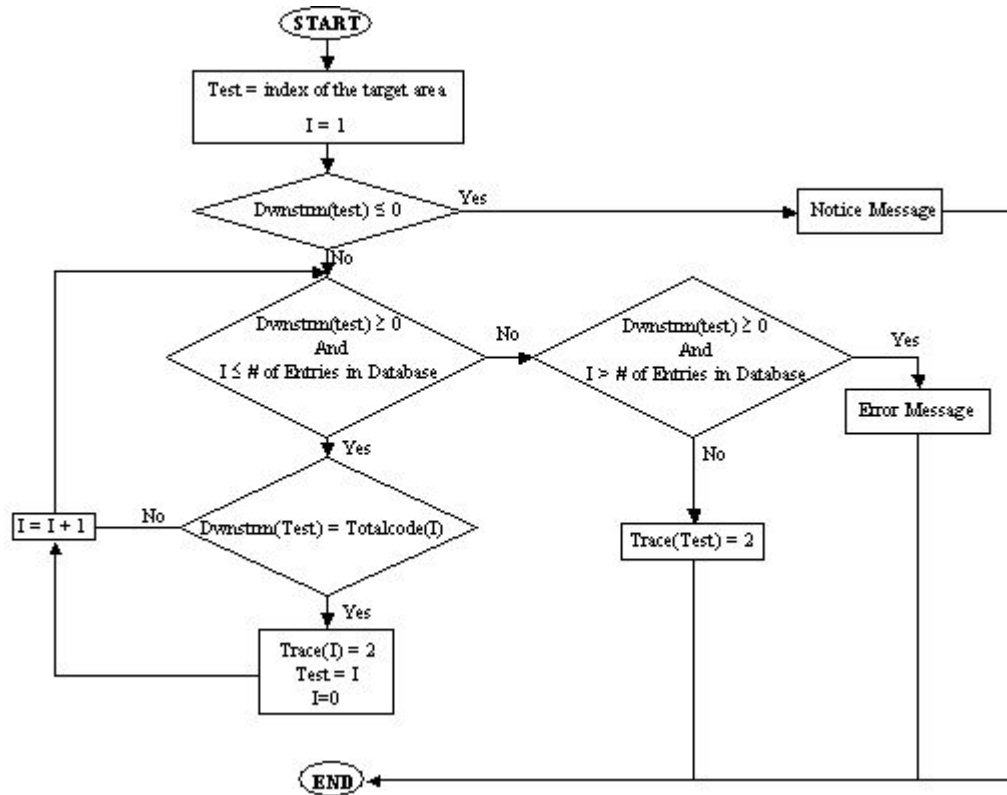 START
Test = index of the target area
I = 1
Dwnstrm(test) ≤ 0
Yes
Notice Message
No
Dwnstrm(test) ≥ 0
And
I ≤ # of Entries in Database
No
Dwnstrm(test) ≥ 0
And
I > # of Entries in Database
Yes
Error Message
Yes
No
I = I + 1
No
Dwnstrm(Test) = Totalcode(I)
Trace(Test) = 2
Yes
Trace(I) = 2
Test = I
I=0
END